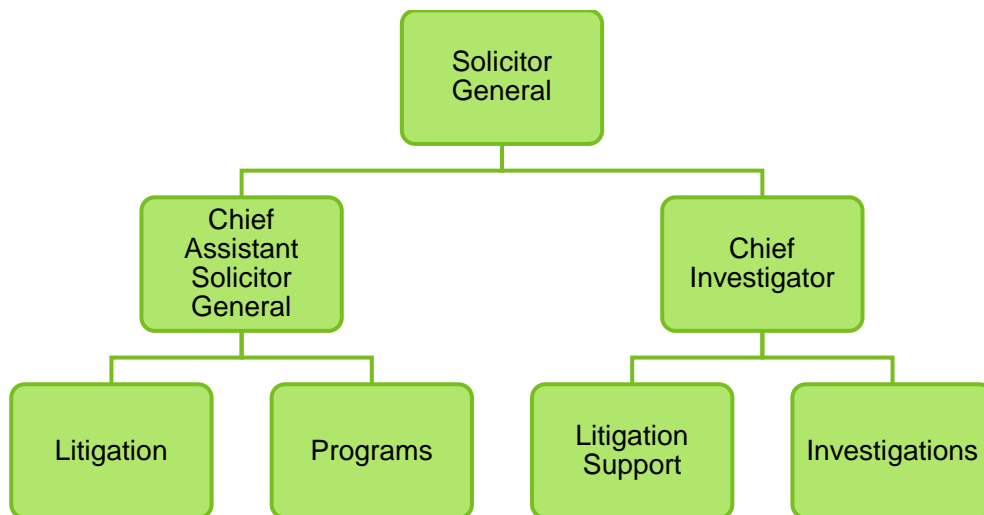 Solicitor
General
Chief
Assistant
Solicitor
General
Chief
Investigator
Litigation
Programs
Litigation
Support
Investigations